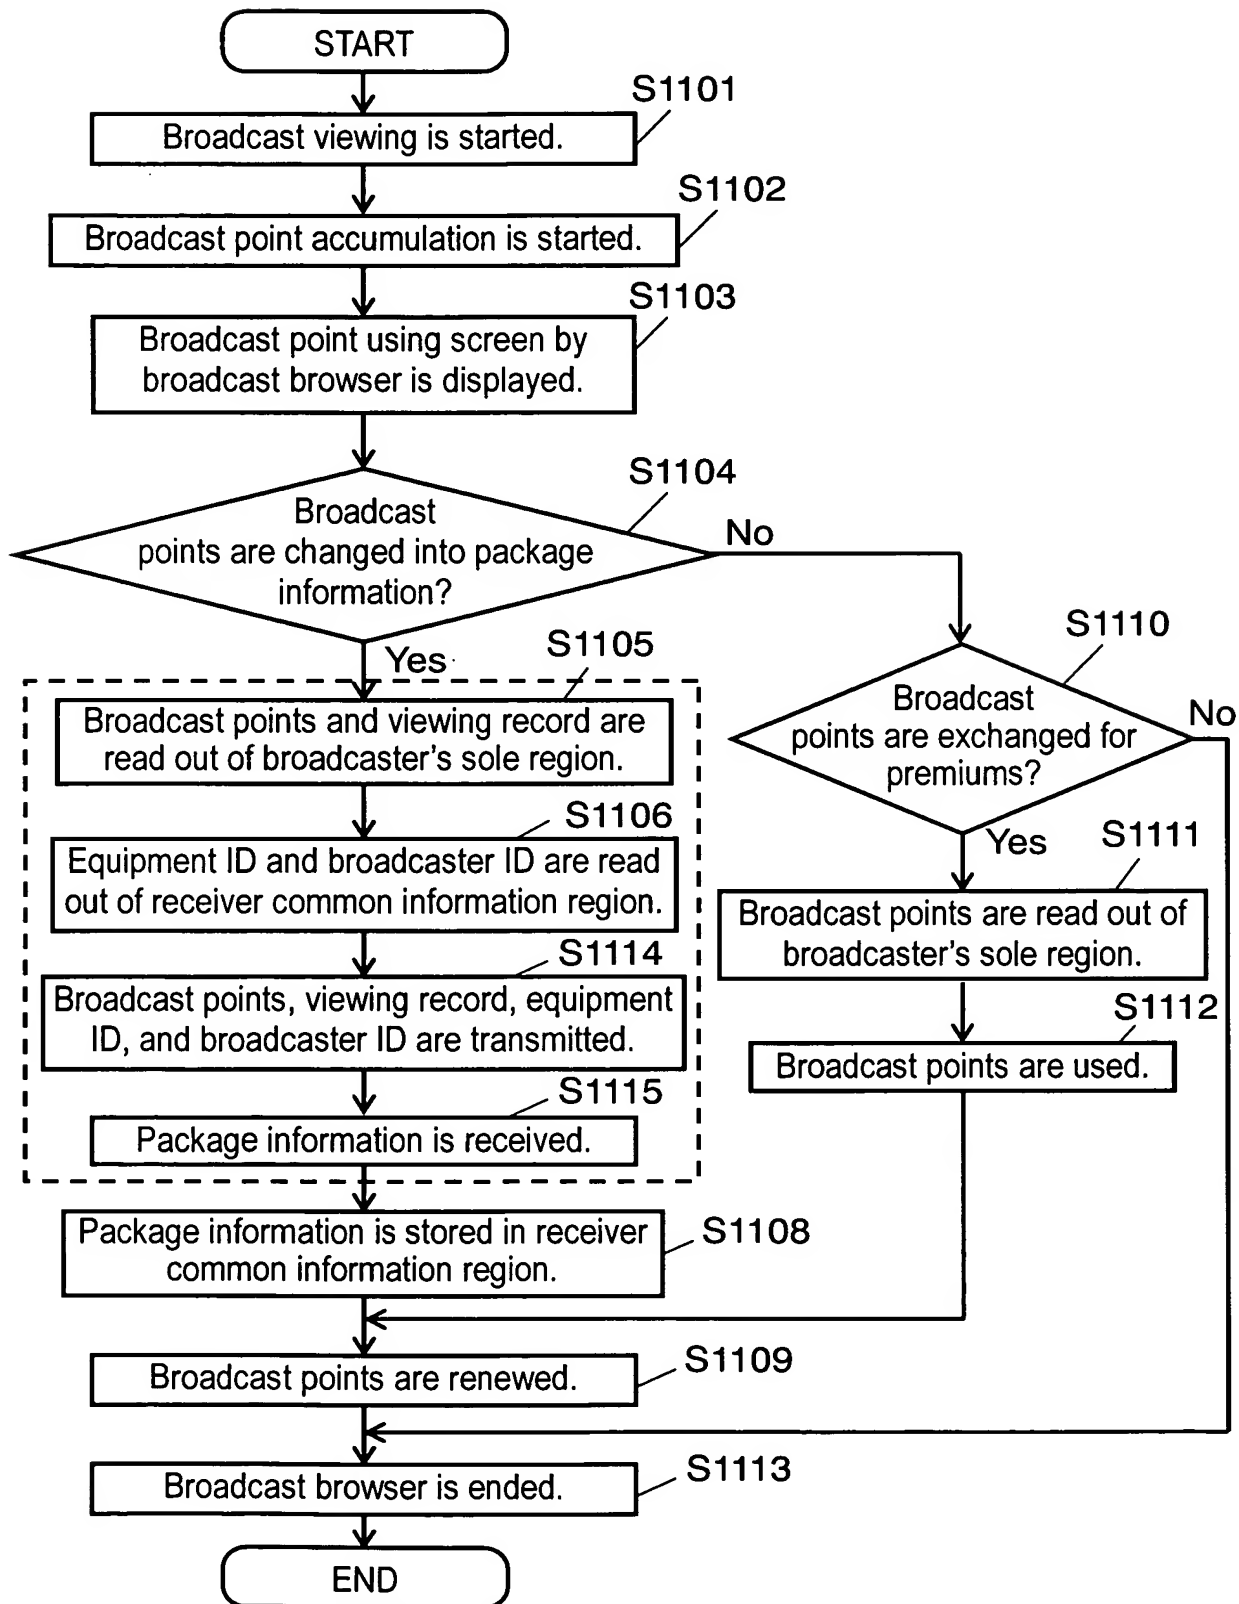 START
S1101
Broadcast viewing is started.
S1102
Broadcast point accumulation is started.
S1103
Broadcast point using screen by
broadcast browser is displayed.
S1104
Broadcast
points are changed into package
information?
No
Yes
S1105
Broadcast points and viewing record are
read out of broadcaster's sole region.
S1106
Equipment ID and broadcaster ID are read
out of receiver common information region.
S1114
Broadcast points, viewing record, equipment
ID, and broadcaster ID are transmitted.
S1115
Package information is received.
S1110
Broadcast
points are exchanged for
premiums?
No
Yes
S1111
Broadcast points are read out of
broadcaster's sole region.
S1112
Broadcast points are used.
Package information is stored in receiver
common information region.
S1108
Broadcast points are renewed.
S1109
Broadcast browser is ended.
S1113
END